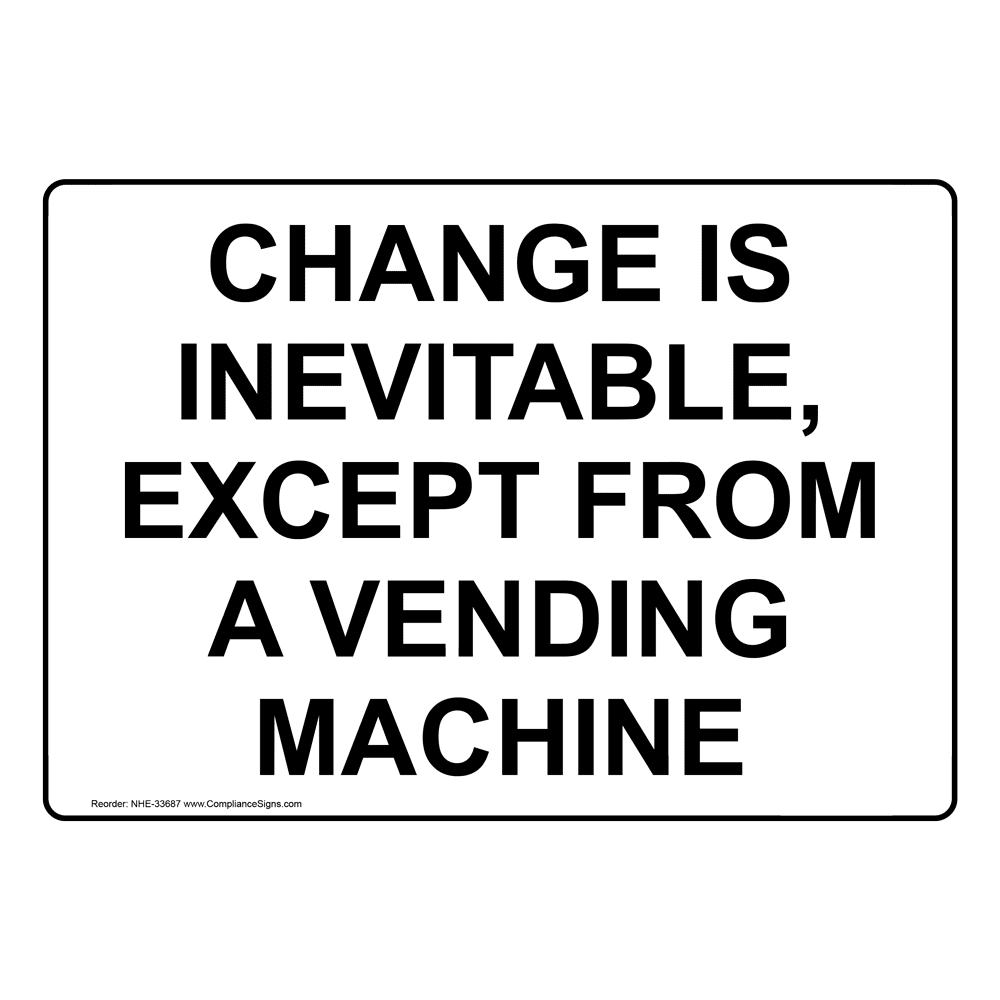 CHANGE IS
INEVITABLE,
EXCEPT FROM
A VENDING
MACHINE
Reorder: NHE-33687 www.ComplianceSigns.com